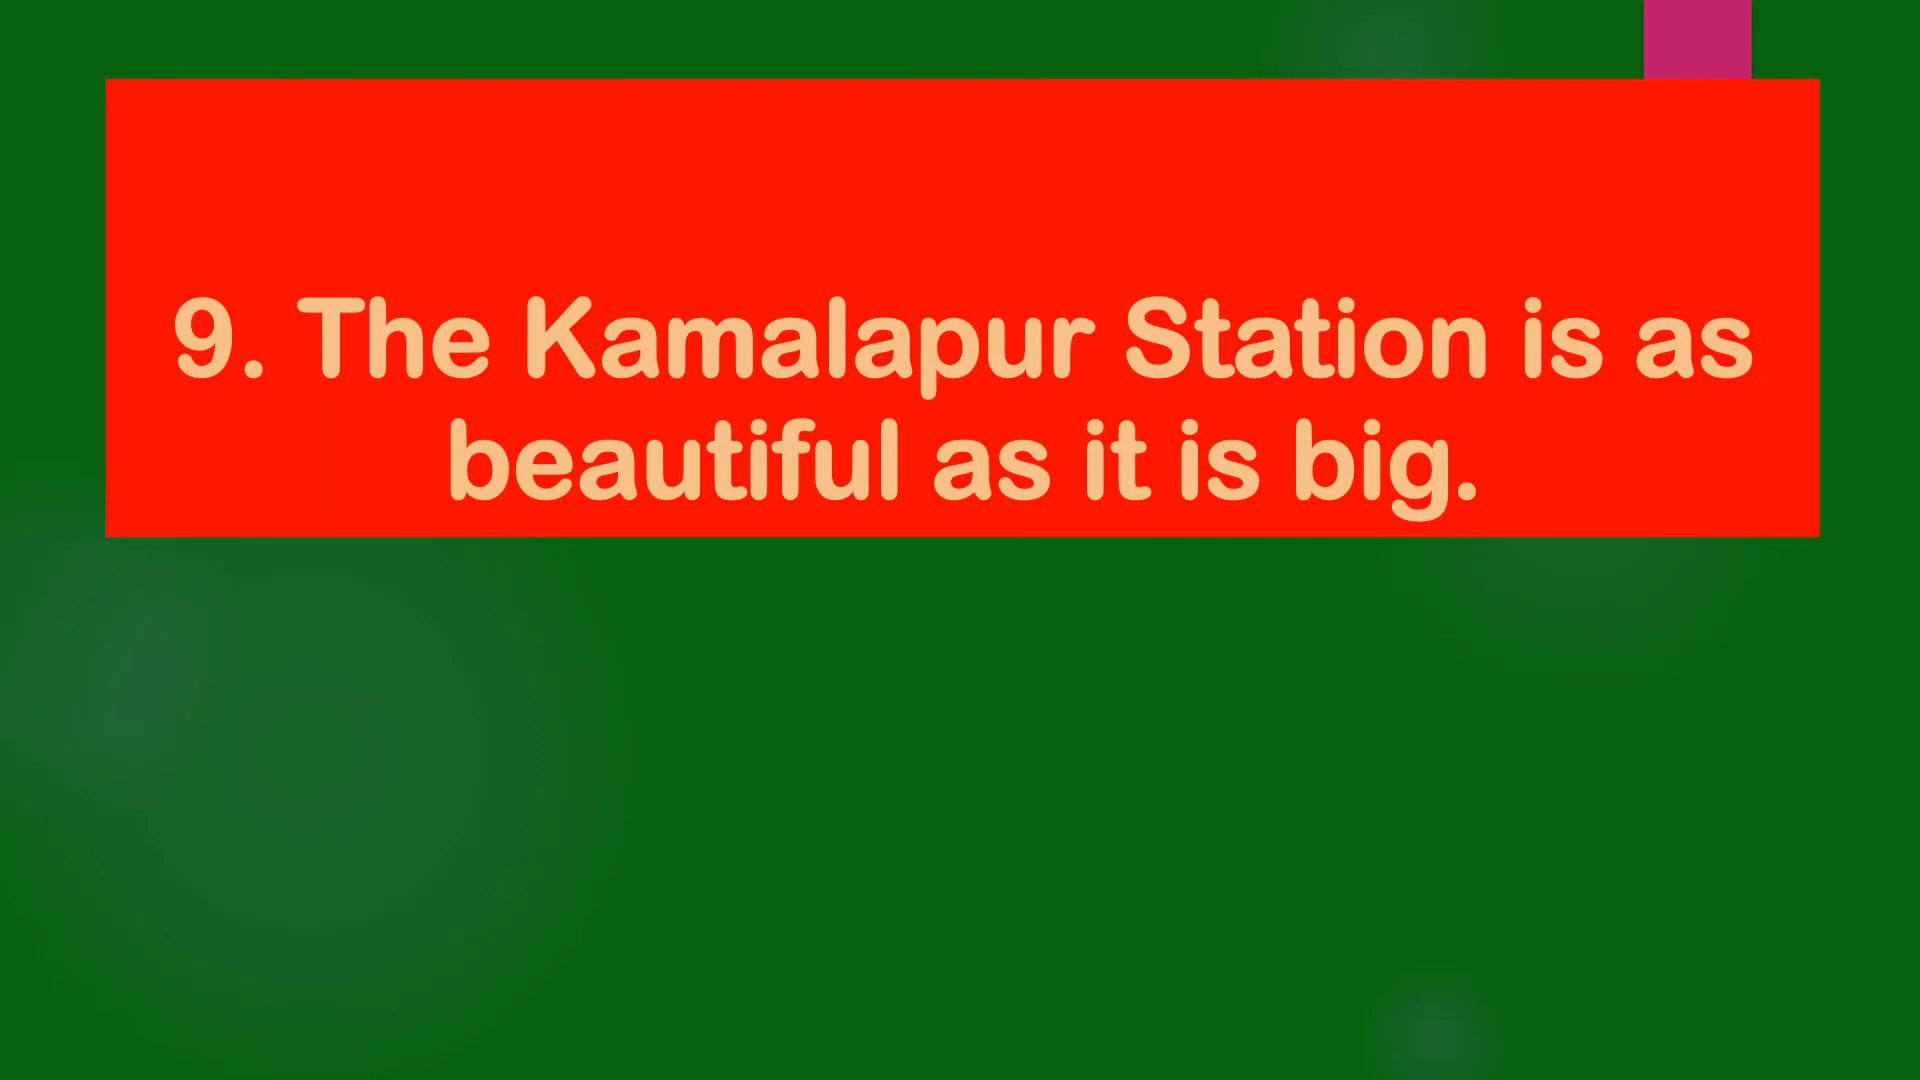 9. The Kamalapur Station is as
beautiful as it is big.